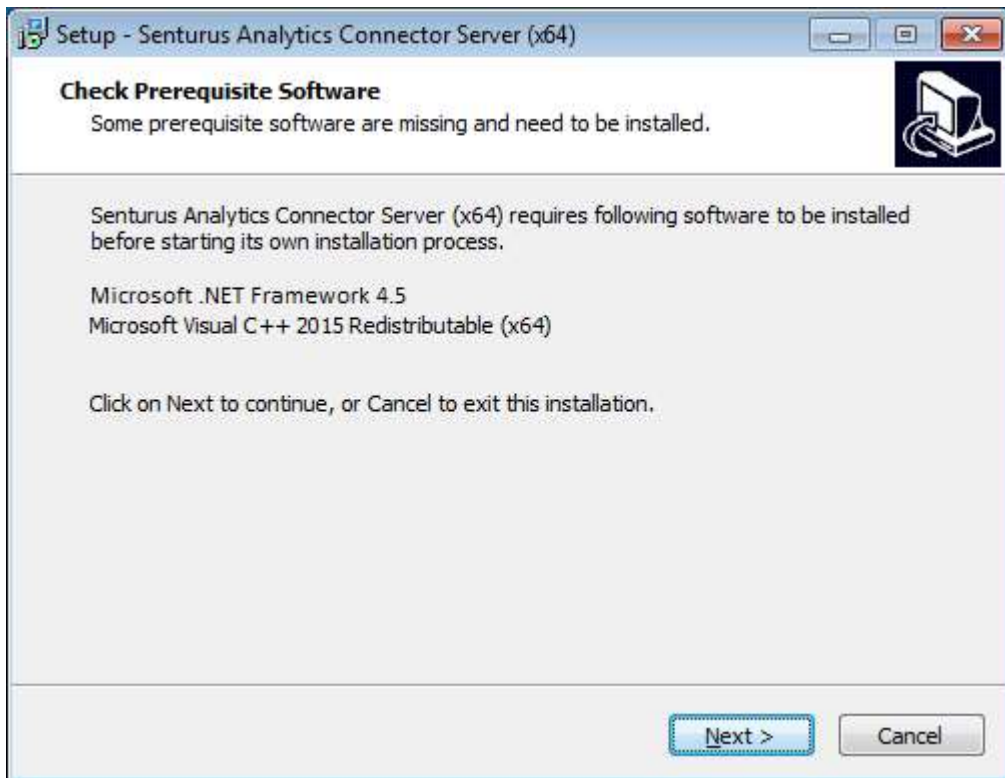 Setup - Senturus Analytics Connector Server (x64)
Check Prerequisite Software
Some prerequisite software are missing and need to be installed.
Senturus Analytics Connector Server (x64) requires following software to be installed
before starting its own installation process.
Microsoft .NET Framework 4.5
Microsoft Visual C++ 2015 Redistributable (x64)
Click on Next to continue, or Cancel to exit this installation.
Next >
Cancel